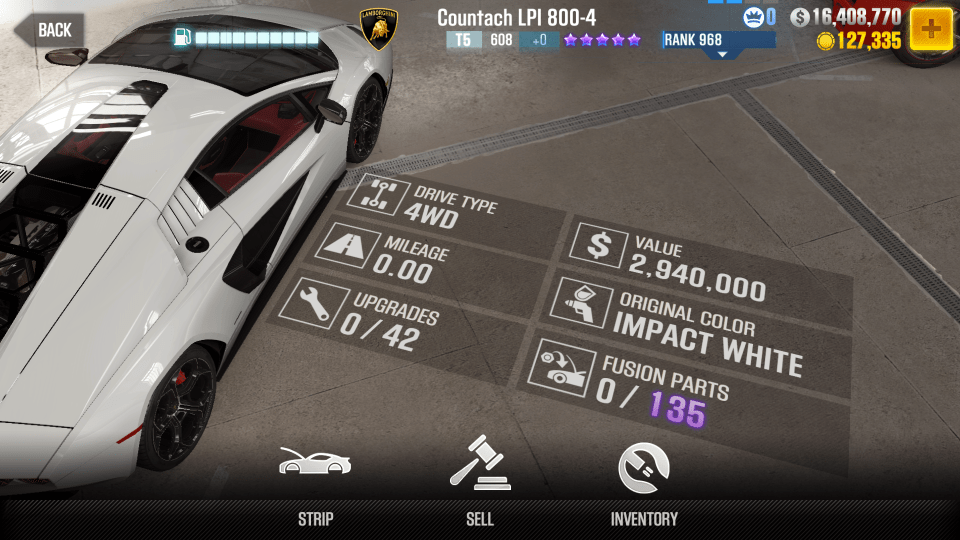 BACK
LAMBORGHINI
Countach LPI 800-4
T5 608 +0
RANK 968
0
$ 16,408,770
127,335
+
DRIVE TYPE
4WD
MILEAGE
0.00
UPGRADES
0 / 42
$ VALUE
2,940,000
ORIGINAL COLOR
IMPACT WHITE
FUSION PARTS
0 / 135
STRIP
SELL
INVENTORY